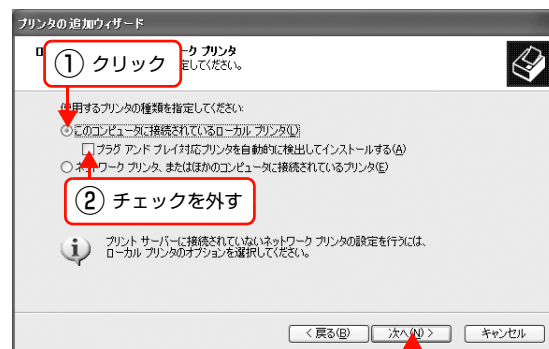 プリンタの追加ウィザード
ーク プリンタ
定してください。
① クリック
使用するプリンタの種類を指定してください:
このコンピュータに接続されているローカル プリンタ(L)
プラグ アンド プレイ対応プリンタを自動的に検出してインストールする(A)
ネットワーク プリンタ、またはほかのコンピュータに接続されているプリンタ(E)
② チェックを外す
プリント サーバーに接続されていないネットワーク プリンタの設定を行うには、
ローカル プリンタのオプションを選択してください。
< 戻る(B) 次へ(N) > キャンセル